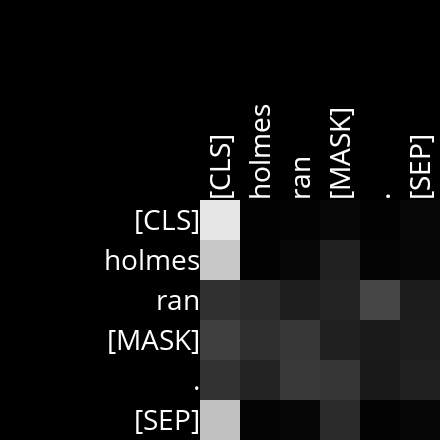 [CLS] holmes ran [MASK] . [SEP]
[CLS]
holmes
ran
[MASK]
.
[SEP]